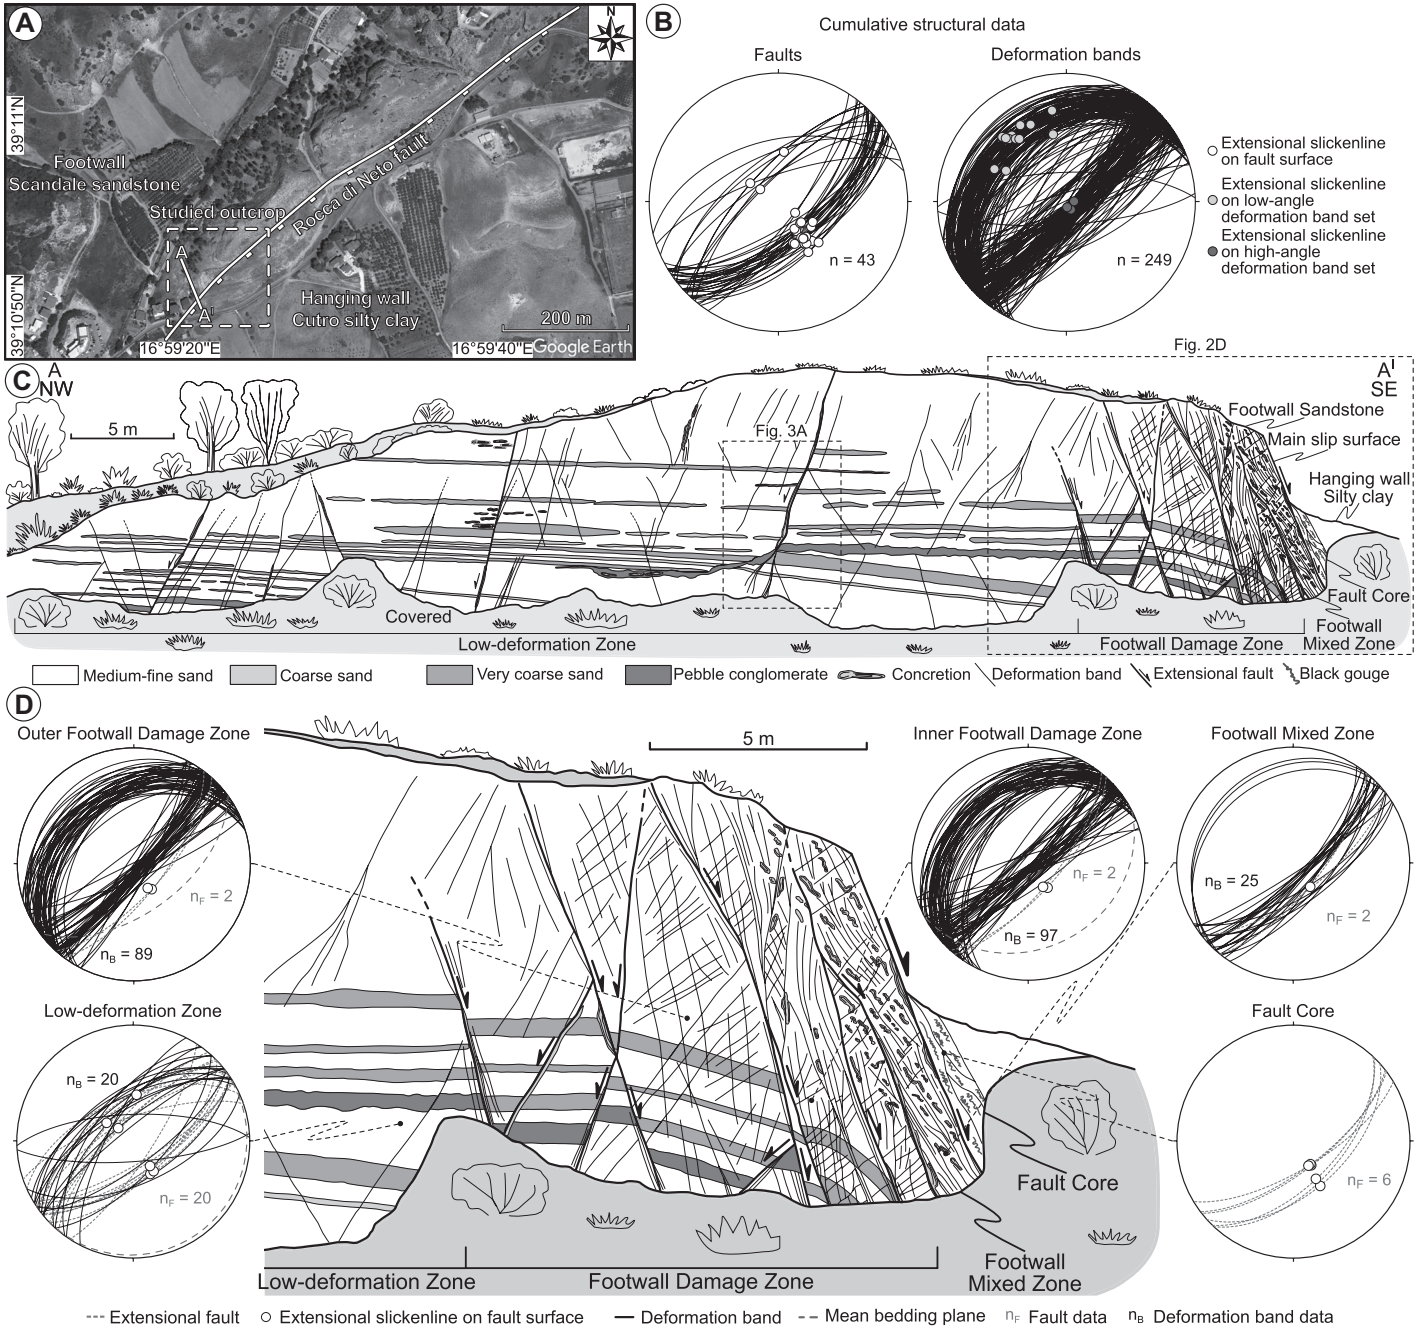 A
N
39°11'N
39°10'50"N
Footwall
Scandale sandstone
Studied outcrop
Rocca di Neto fault
A
A'
Hanging wall
Cutro silty clay
200 m
16°59'20"E
16°59'40"E
Google Earth
B
Cumulative structural data
Faults
Deformation bands
n = 43
n = 249
Extensional slickenline
on fault surface
Extensional slickenline
on low-angle
deformation band set
Extensional slickenline
on high-angle
deformation band set
C
A
NW
5 m
Fig. 3A
Fig. 2D
A'
SE
Footwall Sandstone
Main slip surface
Hanging wall
Silty clay
Fault Core
Footwall
Mixed Zone
Covered
Low-deformation Zone
Footwall Damage Zone
Medium-fine sand
Coarse sand
Very coarse sand
Pebble conglomerate
Concretion
Deformation band
Extensional fault
Black gouge
D
Outer Footwall Damage Zone
nF = 2
nB = 89
Low-deformation Zone
nB = 20
nF = 20
5 m
Inner Footwall Damage Zone
nF = 2
nB = 97
Footwall Mixed Zone
nB = 25
nF = 2
Fault Core
nF = 6
Fault Core
Footwall
Mixed Zone
Low-deformation Zone
Footwall Damage Zone
Extensional fault
Extensional slickenline on fault surface
Deformation band
Mean bedding plane
nF Fault data
nB Deformation band data